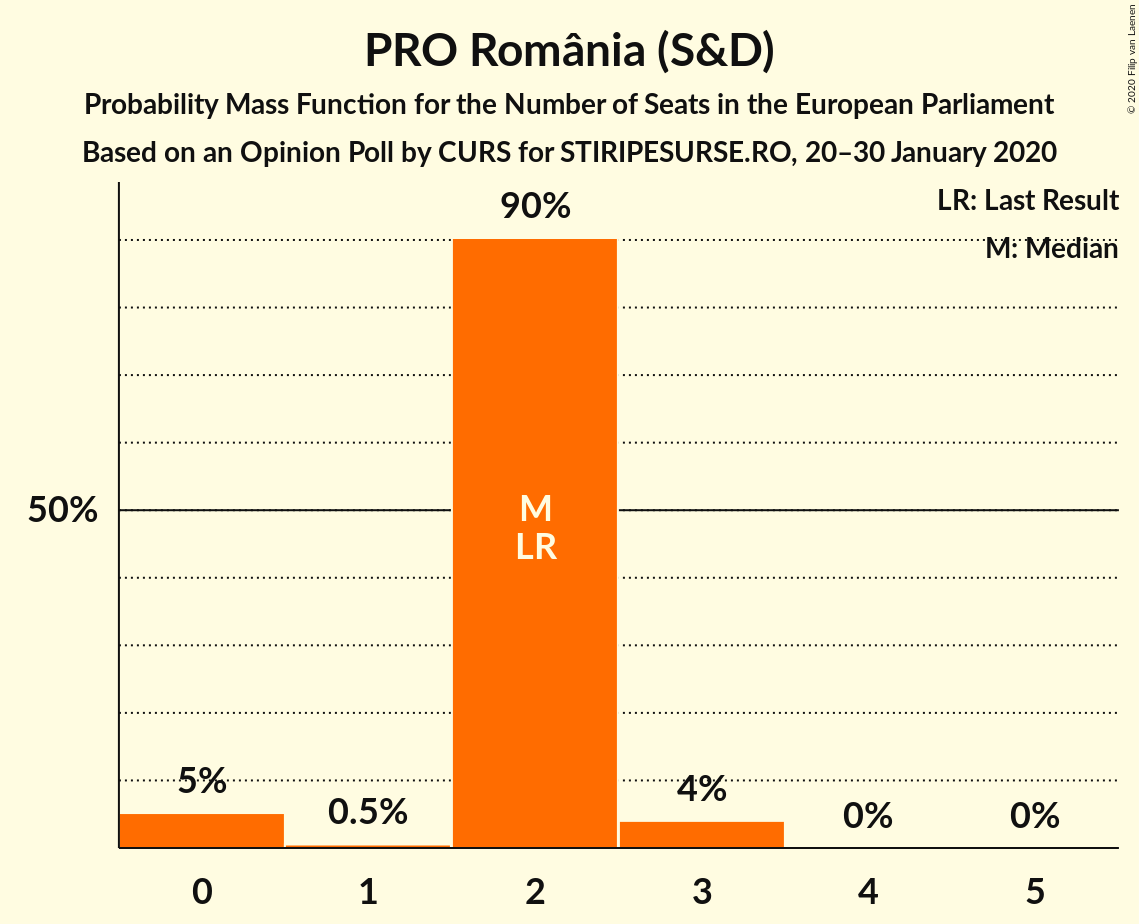 PRO România (S&D)
Probability Mass Function for the Number of Seats in the European Parliament
Based on an Opinion Poll by CURS for STIRIPESURSE.RO, 20–30 January 2020
© 2020 Filip van Laenen
LR: Last Result
M: Median
90%
50%
M
LR
5%
0.5%
4%
0%
0%
0 1 2 3 4 5